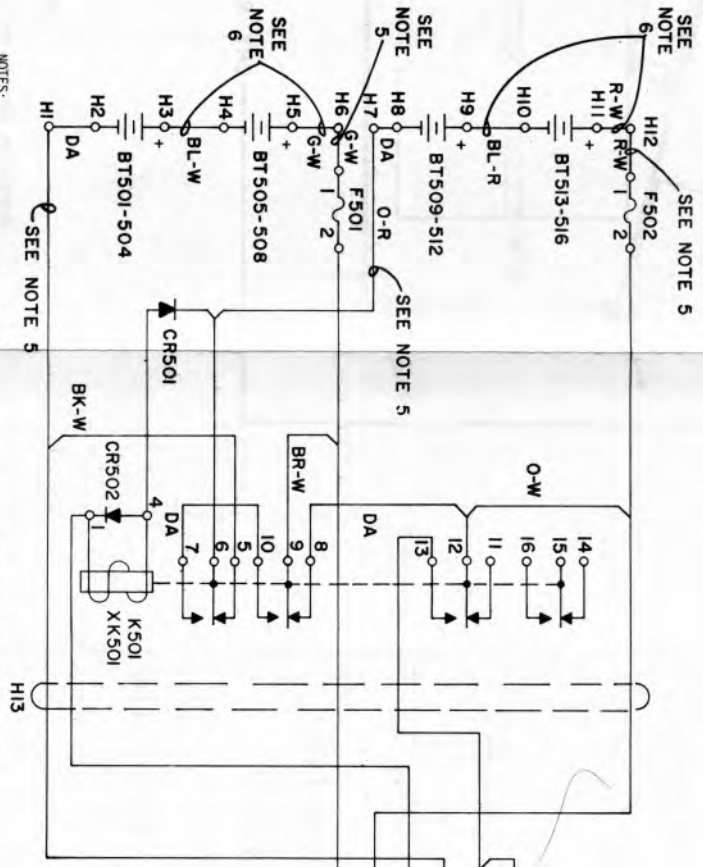 SEE
NOTE
6
SEE
NOTE
5
SEE
NOTE
6
SEE NOTE 5
SEE NOTE 5
SEE NOTE 5
NOTES:
H1
H2
H3
H4
H5
H6
H7
H8
H9
H10
H11
H12
+
+
+
+
DA
BL-W
G-W
G-W
DA
BL-R
R-W
R-W
BT501-504
BT505-508
BT509-512
BT513-516
1
F501
2
1
F502
2
O-R
CR501
BK-W
BR-W
O-W
CR502
4
1
DA
7
6
5
10
9
8
DA
13
12
11
16
15
14
K501
XK501
H13